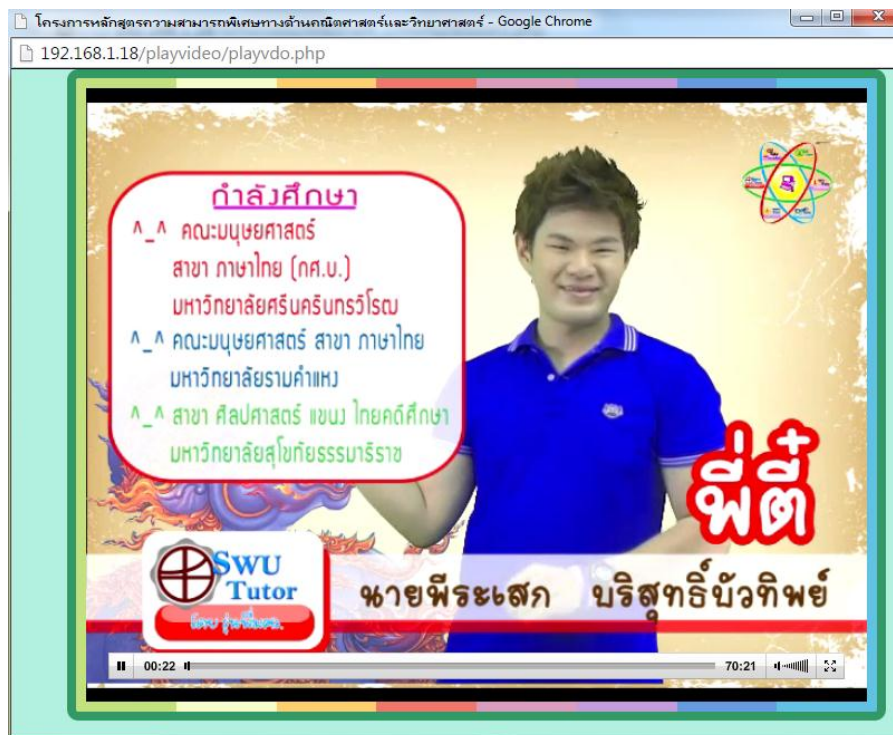 โครงการหลักสูตรความสามารถพิเศษทางด้านคณิตศาสตร์และวิทยาศาสตร์ - Google Chrome
192.168.1.18/playvideo/playvdo.php
กำลังศึกษา
^_^ คณะมนุษยศาสตร์
สาขา ภาษาไทย (กศ.บ.)
มหาวิทยาลัยศรีนครินทรวิโรฒ
^_^ คณะมนุษยศาสตร์ สาขา ภาษาไทย
มหาวิทยาลัยรามคำแหง
^_^ สาขา ศิลปศาสตร์ แขนง ไทยคดีศึกษา
มหาวิทยาลัยสุโขทัยธรรมาธิราช
พี่ตี๋
SWU
Tutor
นายพีระเสก บริสุทธิ์บัวทิพย์
00:22
70:21